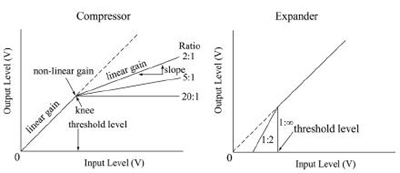 Compressor
Output Level (V)
Ratio
2:1
linear gain
slope
non-linear gain
5:1
20:1
linear gain
knee
threshold level
0
Input Level (V)
Expander
Output Level (V)
1:∞
1:2
threshold level
0
Input Level (V)